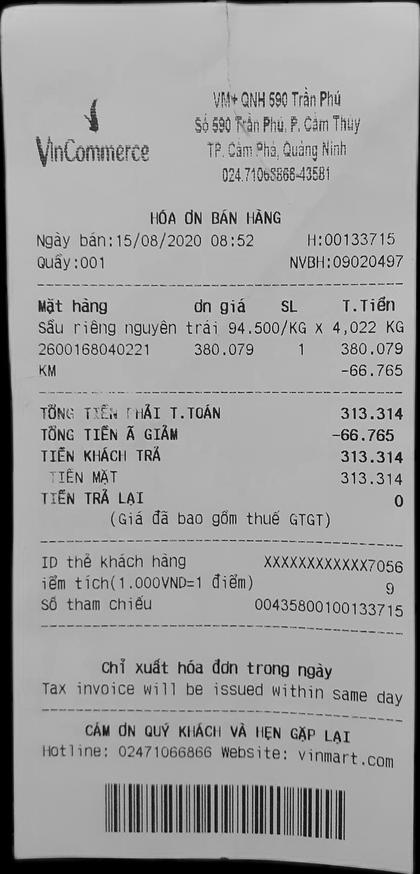 VM+ QNH 590 Trần Phú
Số 590 Trần Phú, P. Cẩm Thủy
TP. Cẩm Phả, Quảng Ninh
024.71066866-43581
VinCommerce
HÓA ƠN BÁN HÀNG
Ngày bán:15/08/2020 08:52 H:00133715
Quầy:001 NVBH:09020497
Mặt hàng ơn giá SL T.Tiền
Sầu riêng nguyên trái 94.500/KG X 4,022 KG
2600168040221 380.079 1 380.079
KM -66.765
TỔNG TIỀN HẢI T.TOÁN 313.314
TỔNG TIỀN Ã GIẢM -66.765
TIỀN KHÁCH TRẢ 313.314
TIỀN MẶT 313.314
TIỀN TRẢ LẠI 0
(Giá đã bao gồm thuế GTGT)
ID thẻ khách hàng XXXXXXXXXXXX7056
iểm tích(1.000VND=1 điểm) 9
Số tham chiếu 00435800100133715
Chỉ xuất hóa đơn trong ngày
Tax invoice will be issued within same day
CẢM ƠN QUÝ KHÁCH VÀ HẸN GẶP LẠI
Hotline: 02471066866 Website: vinmart.com